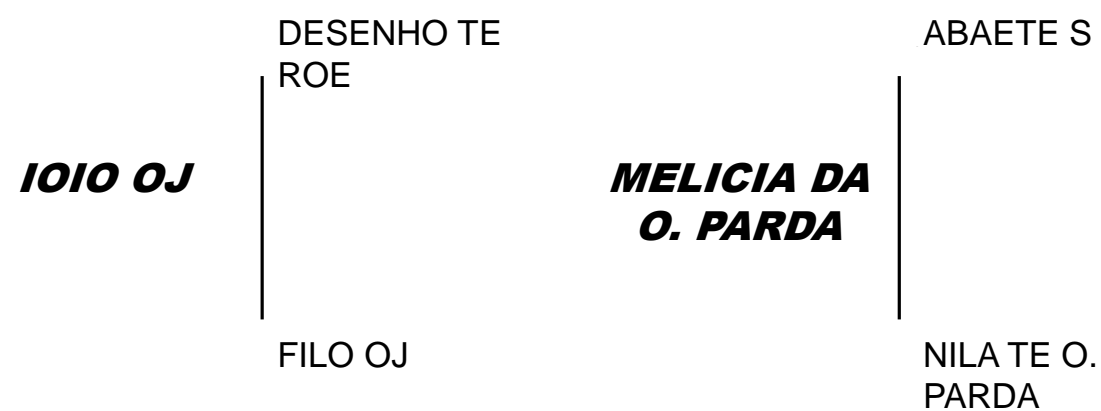 DESENHO TE
ROE
IOIO OJ
FILO OJ
ABAETE S
MELICIA DA
O. PARDA
NILA TE O.
PARDA